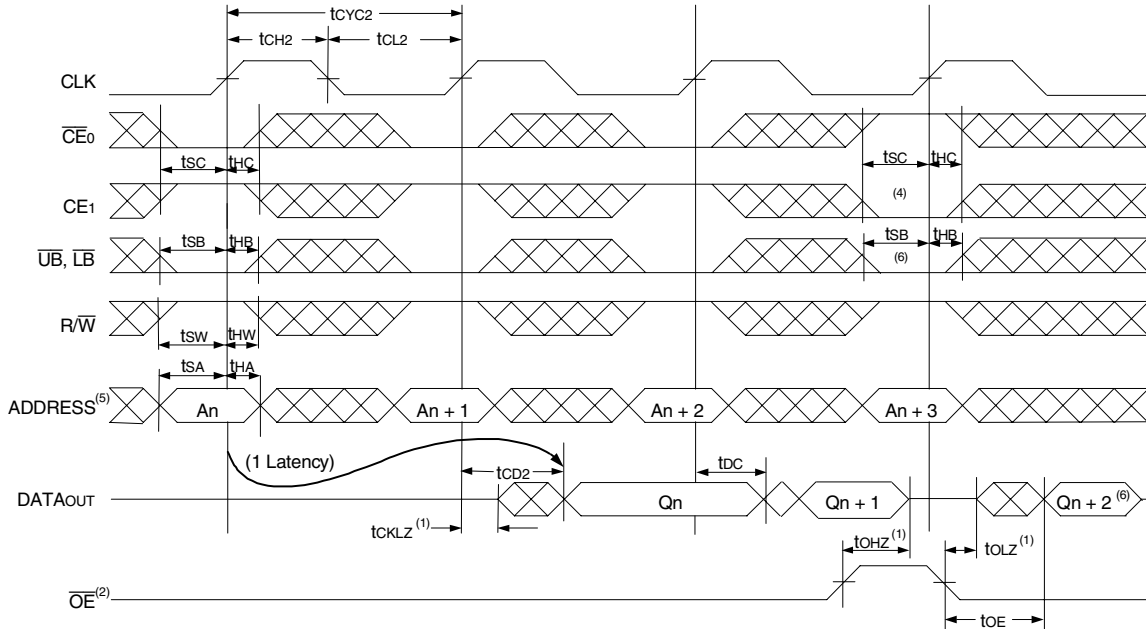 tCYC2
tCH2 tCL2
CLK
CE0
tSC tHC tSC tHC
CE1 (4)
tSB tHB tSB tHB
UB, LB (6)
R/W
tSW tHW
tSA tHA
ADDRESS(5) An An + 1 An + 2 An + 3
(1 Latency) tCD2 tDC
DATAOUT Qn Qn + 1 Qn + 2 (6)
tCKLZ (1) tOHZ (1) tOLZ (1)
OE(2)
tOE